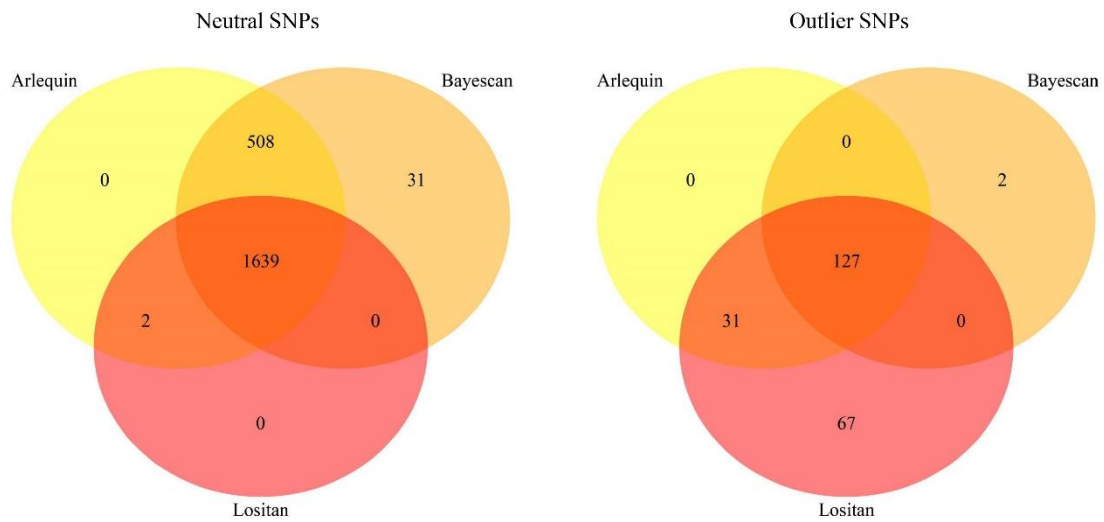 Neutral SNPs
Arlequin
Bayescan
508
0
31
1639
2
0
0
Lositan
Outlier SNPs
Arlequin
Bayescan
0
0
2
127
31
0
67
Lositan